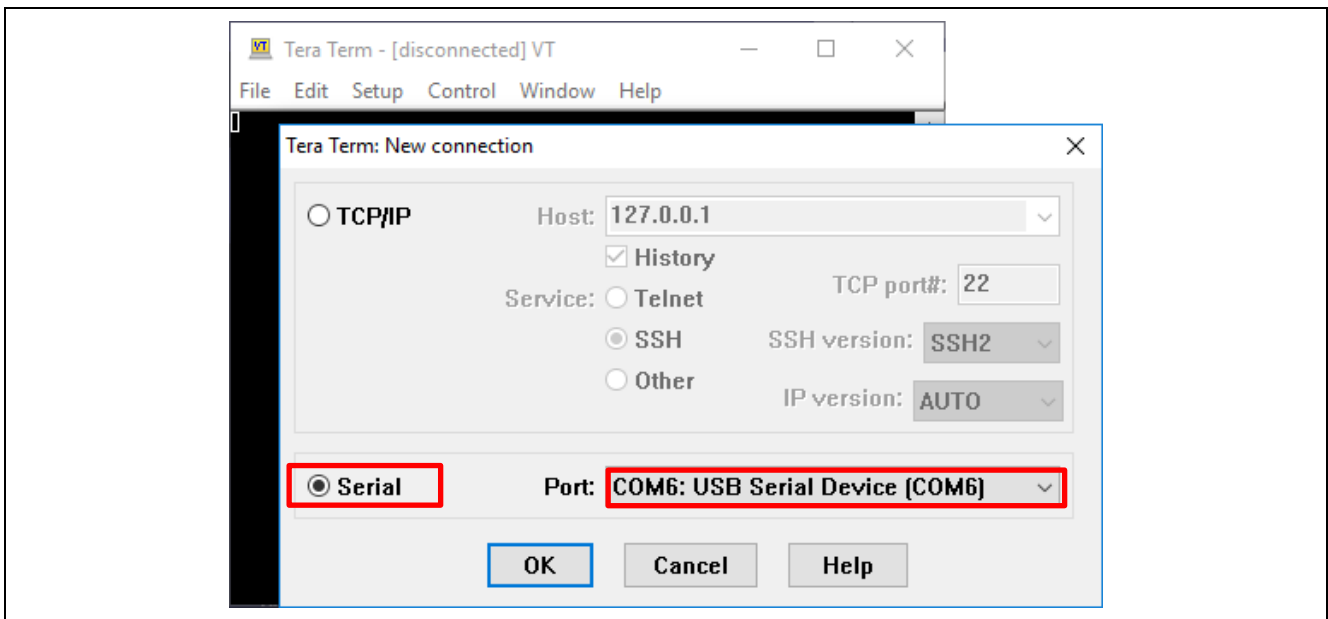 Tera Term - [disconnected] VT
File Edit Setup Control Window Help
Tera Term: New connection
TCP/IP Host: 127.0.0.1
History
Service: Telnet TCP port#: 22
SSH SSH version: SSH2
Other IP version: AUTO
Serial Port: COM6: USB Serial Device (COM6)
OK Cancel Help